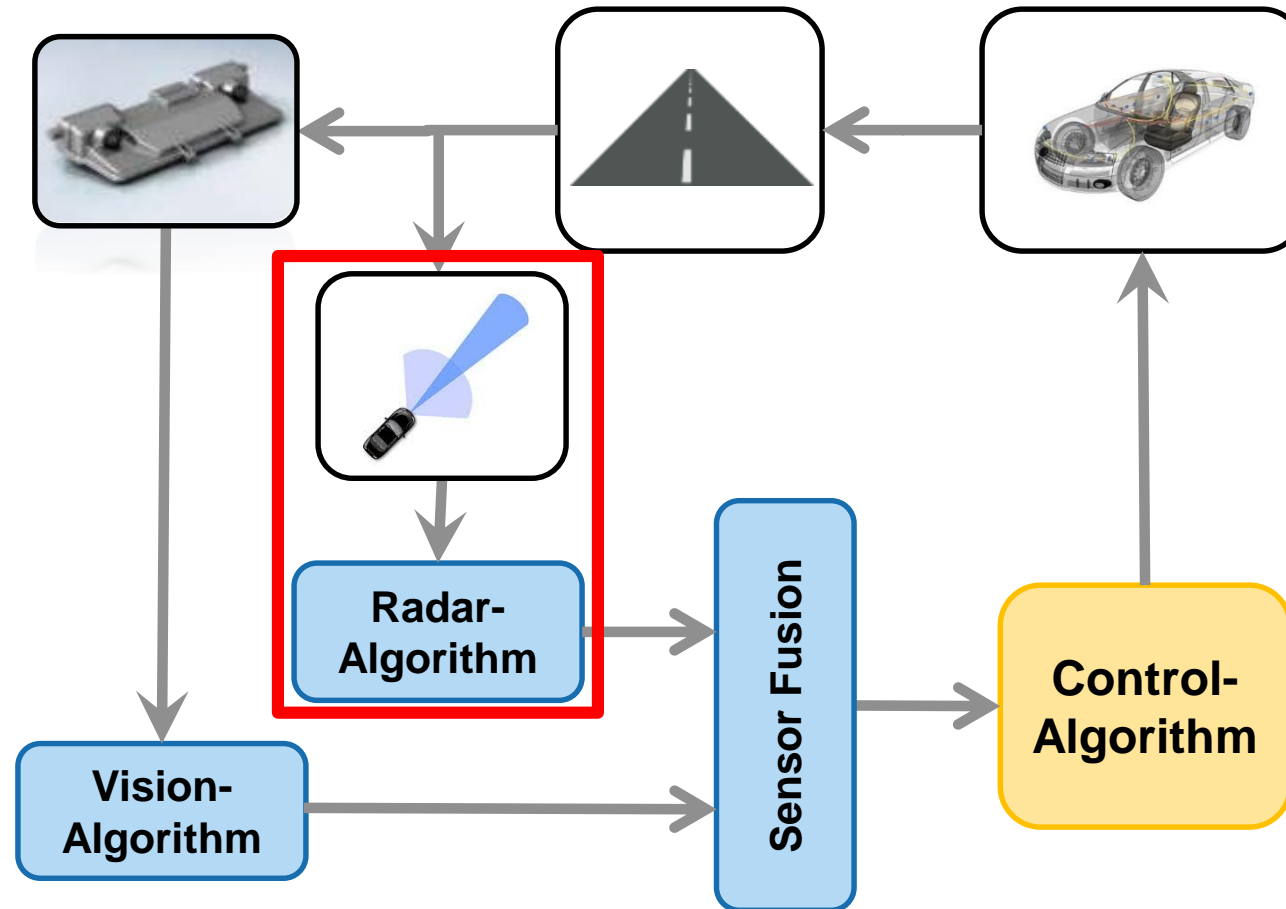 Radar-
Algorithm
Vision-
Algorithm
Sensor Fusion
Control-
Algorithm